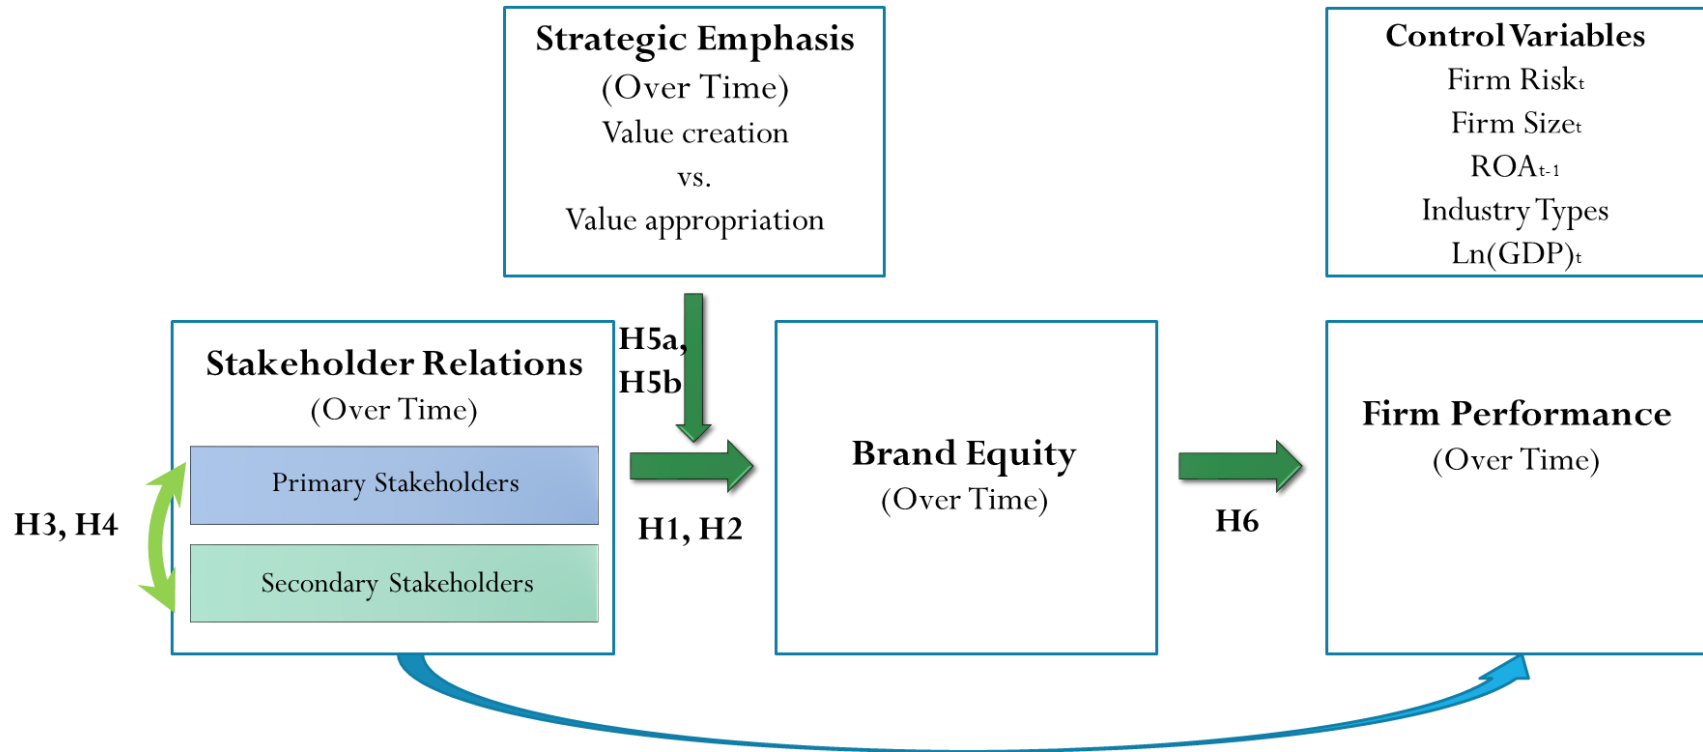 Strategic Emphasis
(Over Time)
Value creation
vs.
Value appropriation
Control Variables
Firm Riskt
Firm Sizet
ROAt-1
Industry Types
Ln(GDP)t
H5a,
H5b
Stakeholder Relations
(Over Time)
Primary Stakeholders
Secondary Stakeholders
H3, H4
H1, H2
Brand Equity
(Over Time)
H6
Firm Performance
(Over Time)